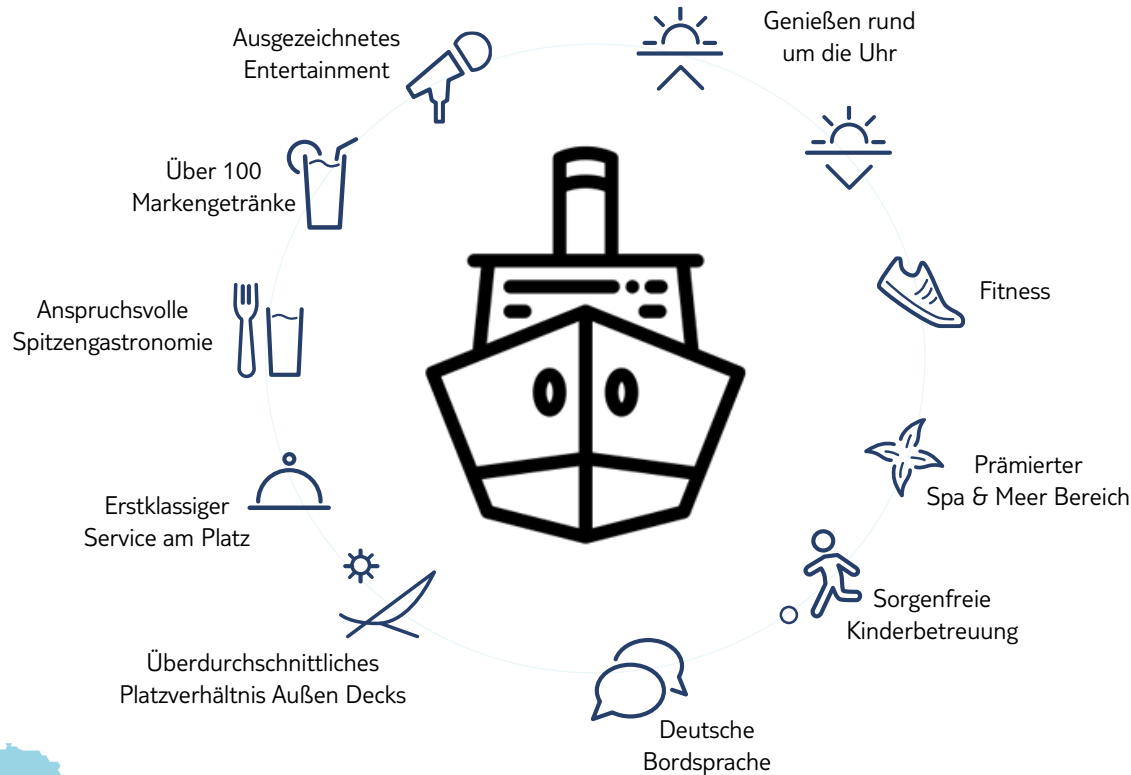 Genießen rund
um die Uhr
Fitness
Prämierter
Spa & Meer Bereich
Sorgenfreie
Kinderbetreuung
Deutsche
Bordsprache
Überdurchschnittliches
Platzverhältnis Außen Decks
Erstklassiger
Service am Platz
Anspruchsvolle
Spitzengastronomie
Über 100
Markengetränke
Ausgezeichnetes
Entertainment